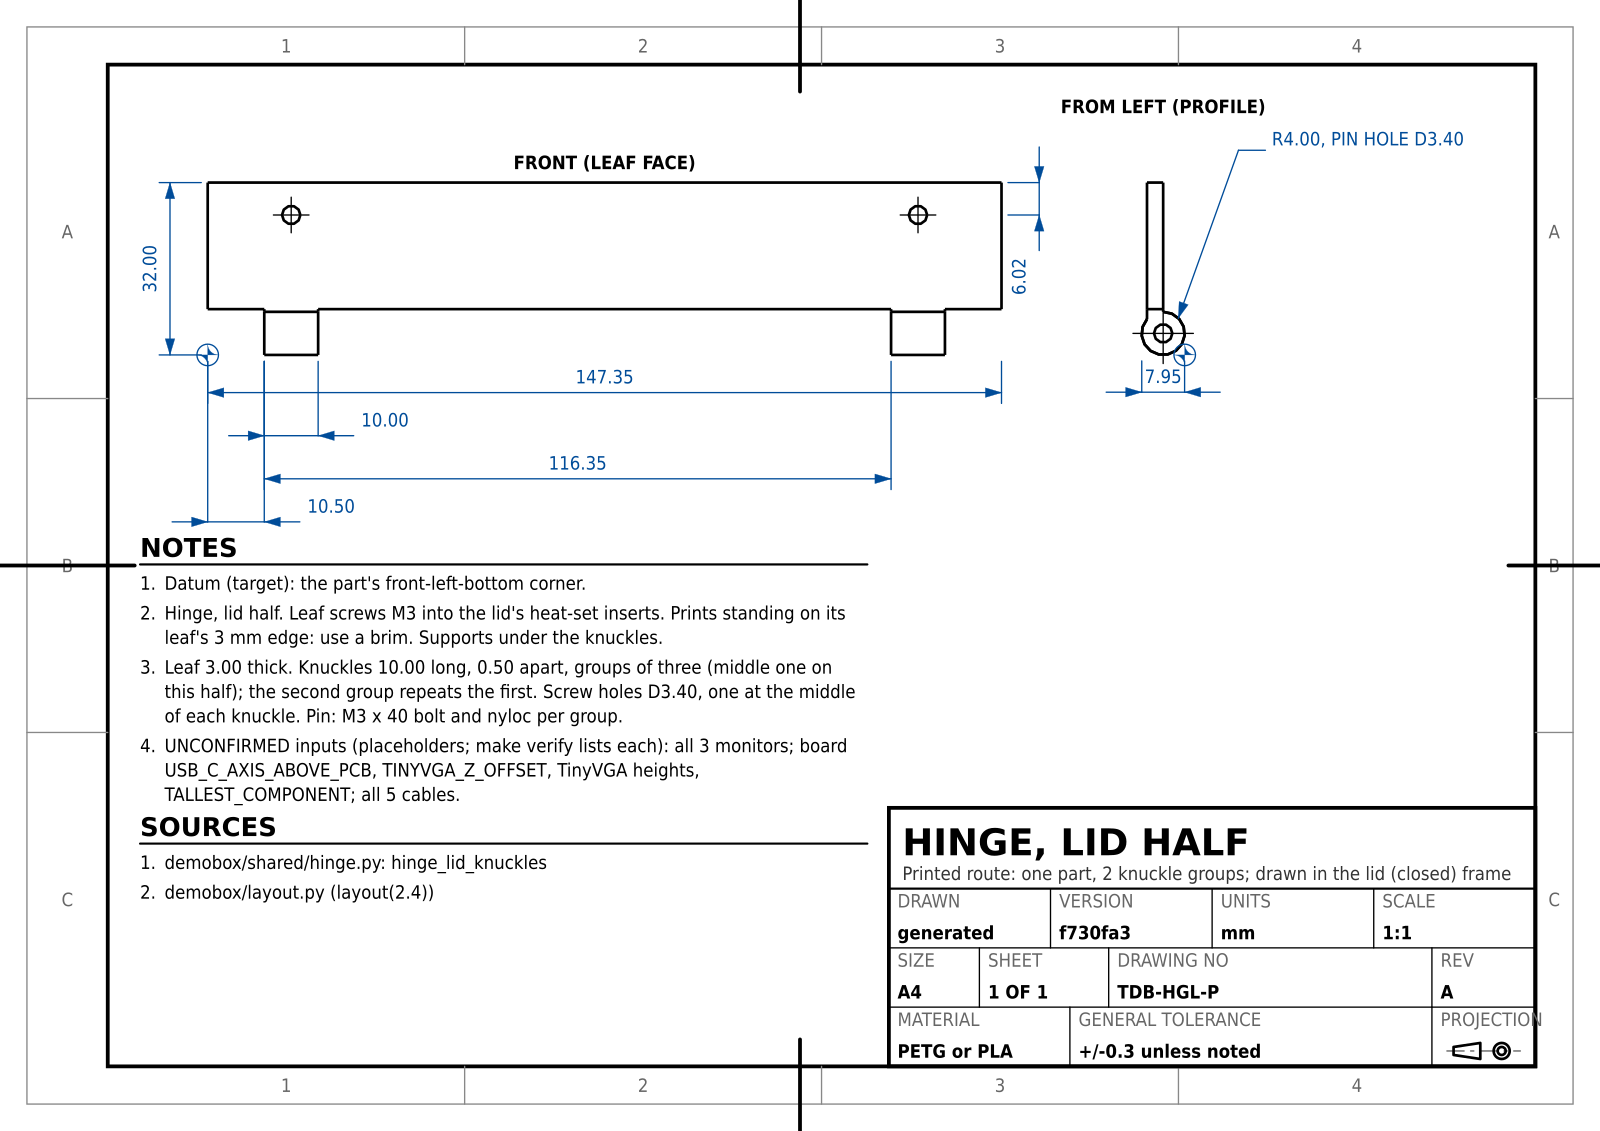 1 2 3 4
FROM LEFT (PROFILE)
R4.00, PIN HOLE D3.40
FRONT (LEAF FACE)
A A
32.00
6.02
147.35
7.95
10.00
116.35
10.50
B B
NOTES
1. Datum (target): the part's front-left-bottom corner.
2. Hinge, lid half. Leaf screws M3 into the lid's heat-set inserts. Prints standing on its
leaf's 3 mm edge: use a brim. Supports under the knuckles.
3. Leaf 3.00 thick. Knuckles 10.00 long, 0.50 apart, groups of three (middle one on
this half); the second group repeats the first. Screw holes D3.40, one at the middle
of each knuckle. Pin: M3 x 40 bolt and nyloc per group.
4. UNCONFIRMED inputs (placeholders; make verify lists each): all 3 monitors; board
USB_C_AXIS_ABOVE_PCB, TINYVGA_Z_OFFSET, TinyVGA heights,
TALLEST_COMPONENT; all 5 cables.
SOURCES
1. demobox/shared/hinge.py: hinge_lid_knuckles
2. demobox/layout.py (layout(2.4))
C C
HINGE, LID HALF
Printed route: one part, 2 knuckle groups; drawn in the lid (closed) frame
DRAWN VERSION UNITS SCALE
generated f730fa3 mm 1:1
SIZE SHEET DRAWING NO REV
A4 1 OF 1 TDB-HGL-P A
MATERIAL GENERAL TOLERANCE PROJECTION
PETG or PLA +/-0.3 unless noted
1 2 3 4